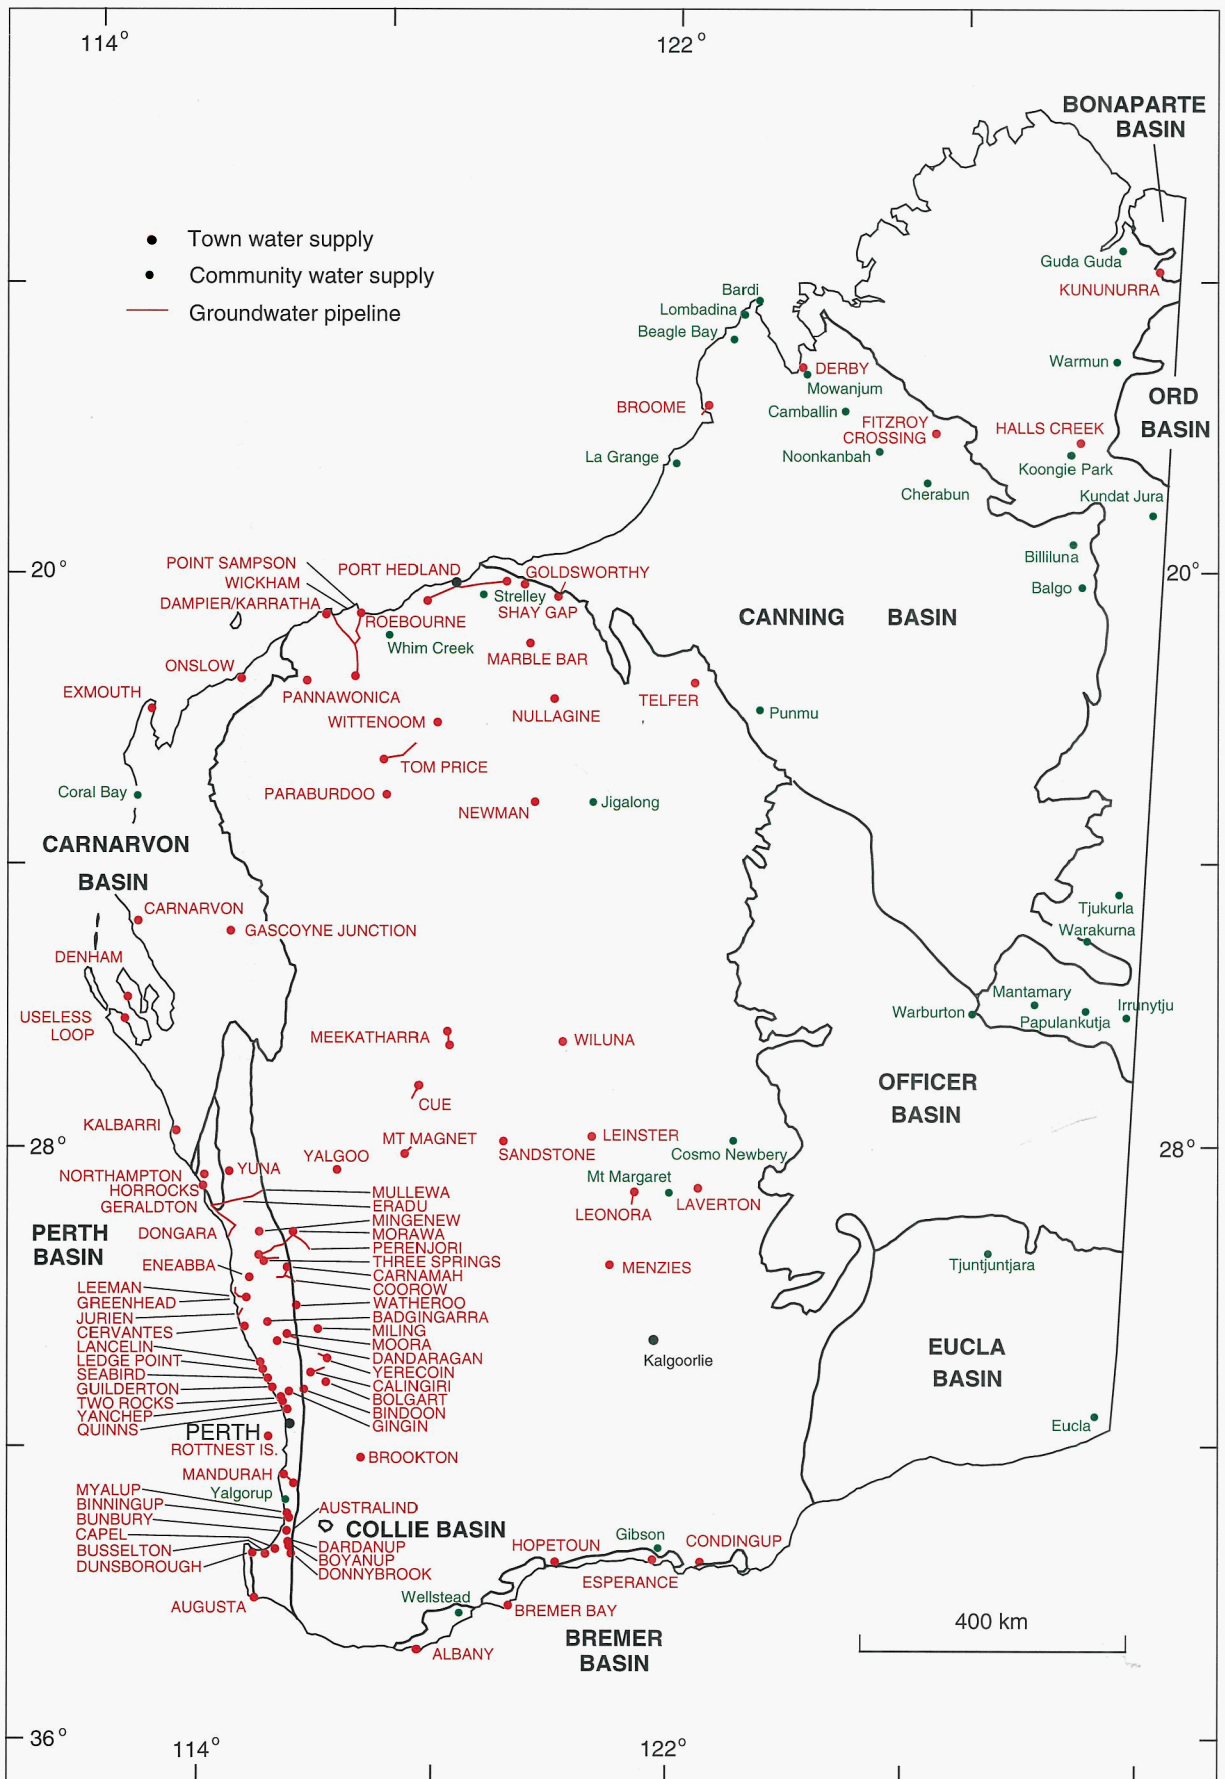 114°
122°
BONAPARTE
BASIN
Town water supply
Community water supply
Groundwater pipeline
Guda Guda
KUNUNURRA
Bardi
Lombadina
Beagle Bay
Warmun
DERBY
Mowanjum
ORD
BASIN
BROOME
Camballin
FITZROY
CROSSING
HALLS CREEK
La Grange
Noonkanbah
Koongie Park
Cherabun
Kundat Jura
Billiluna
Balgo
20°
20°
POINT SAMPSON
WICKHAM
DAMPIER/KARRATHA
PORT HEDLAND
GOLDSWORTHY
Strelley
SHAY GAP
ROEBOURNE
Whim Creek
CANNING BASIN
MARBLE BAR
ONSLOW
EXMOUTH
PANNAWONICA
TELFER
NULLAGINE
Punmu
WITTENOOM
TOM PRICE
Coral Bay
PARABURDOO
NEWMAN
Jigalong
CARNARVON
BASIN
CARNARVON
GASCOYNE JUNCTION
Tjukurla
Warakurna
DENHAM
USELESS
LOOP
Mantamary
Irrunytju
Warburton
Papulankutja
MEEKATHARRA
WILUNA
OFFICER
BASIN
CUE
KALBARRI
MT MAGNET
LEINSTER
28°
28°
SANDSTONE
Cosmo Newbery
YALGOO
YUNA
NORTHAMPTON
HORROCKS
GERALDTON
Mt Margaret
LEONORA
LAVERTON
MULLEWA
ERADU
MINGENEW
MORAWA
PERENJORI
THREE SPRINGS
CARNAMAH
COOROW
WATHEROO
BADGINGARRA
MILING
MOORA
DANDARAGAN
YERECOIN
CALINGIRI
BOLGART
BINDOON
GINGIN
PERTH
BASIN
DONGARA
ENEABBA
LEEMAN
GREENHEAD
JURIEN
CERVANTES
LANCELIN
LEDGE POINT
SEABIRD
GUILDERTON
TWO ROCKS
YANCHEP
QUINNS
MENZIES
Tjuntjuntjara
Kalgoorlie
EUCLA
BASIN
Eucla
PERTH
ROTTNEST IS.
BROOKTON
MANDURAH
Yalgorup
MYALUP
BINNINGUP
BUNBURY
CAPEL
BUSSELTON
DUNSBOROUGH
AUSTRALIND
COLLIE BASIN
DARDANUP
BOYANUP
DONNYBROOK
AUGUSTA
HOPETOUN
Gibson
CONDINGUP
ESPERANCE
Wellstead
BREMER BAY
BREMER
BASIN
ALBANY
400 km
36°
114°
122°